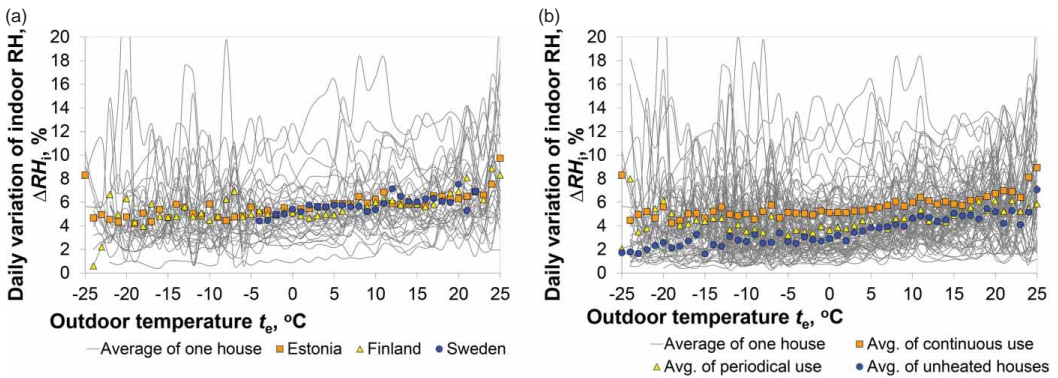 (a)
Daily variation of indoor RH,
ΔRHi, %
20
18
16
14
12
10
8
6
4
2
0
-25 -20 -15 -10 -5 0 5 10 15 20 25
Outdoor temperature te, oC
Average of one house Estonia Finland Sweden
(b)
Daily variation of indoor RH,
ΔRHi, %
20
18
16
14
12
10
8
6
4
2
0
-25 -20 -15 -10 -5 0 5 10 15 20 25
Outdoor temperature te, oC
Average of one house Avg. of continuous use
Avg. of periodical use Avg. of unheated houses